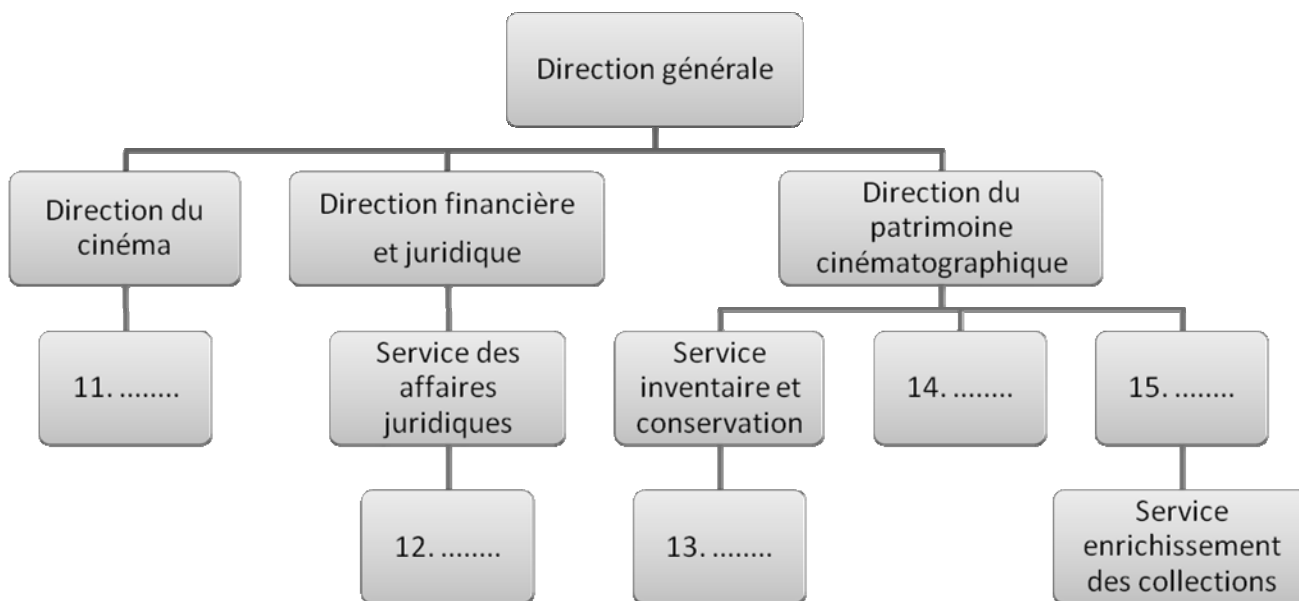 Direction générale
Direction du
cinéma
Direction financière
et juridique
Direction du
patrimoine
cinématographique
11. ........
Service des
affaires
juridiques
Service
inventaire et
conservation
14. ........
15. ........
12. ........
13. ........
Service
enrichissement
des collections